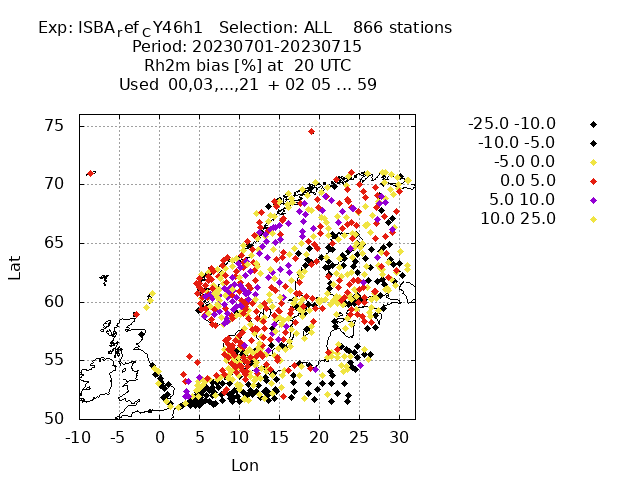 Exp: ISBA_ref_C Y46h1 Selection: ALL 866 stations
Period: 20230701-20230715
Rh2m bias [%] at 20 UTC
Used 00,03,...,21 + 02 05 ... 59
-25.0 -10.0
-10.0 -5.0
-5.0 0.0
0.0 5.0
5.0 10.0
10.0 25.0
75
70
65
60
55
50
Lat
-10 -5 0 5 10 15 20 25 30
Lon